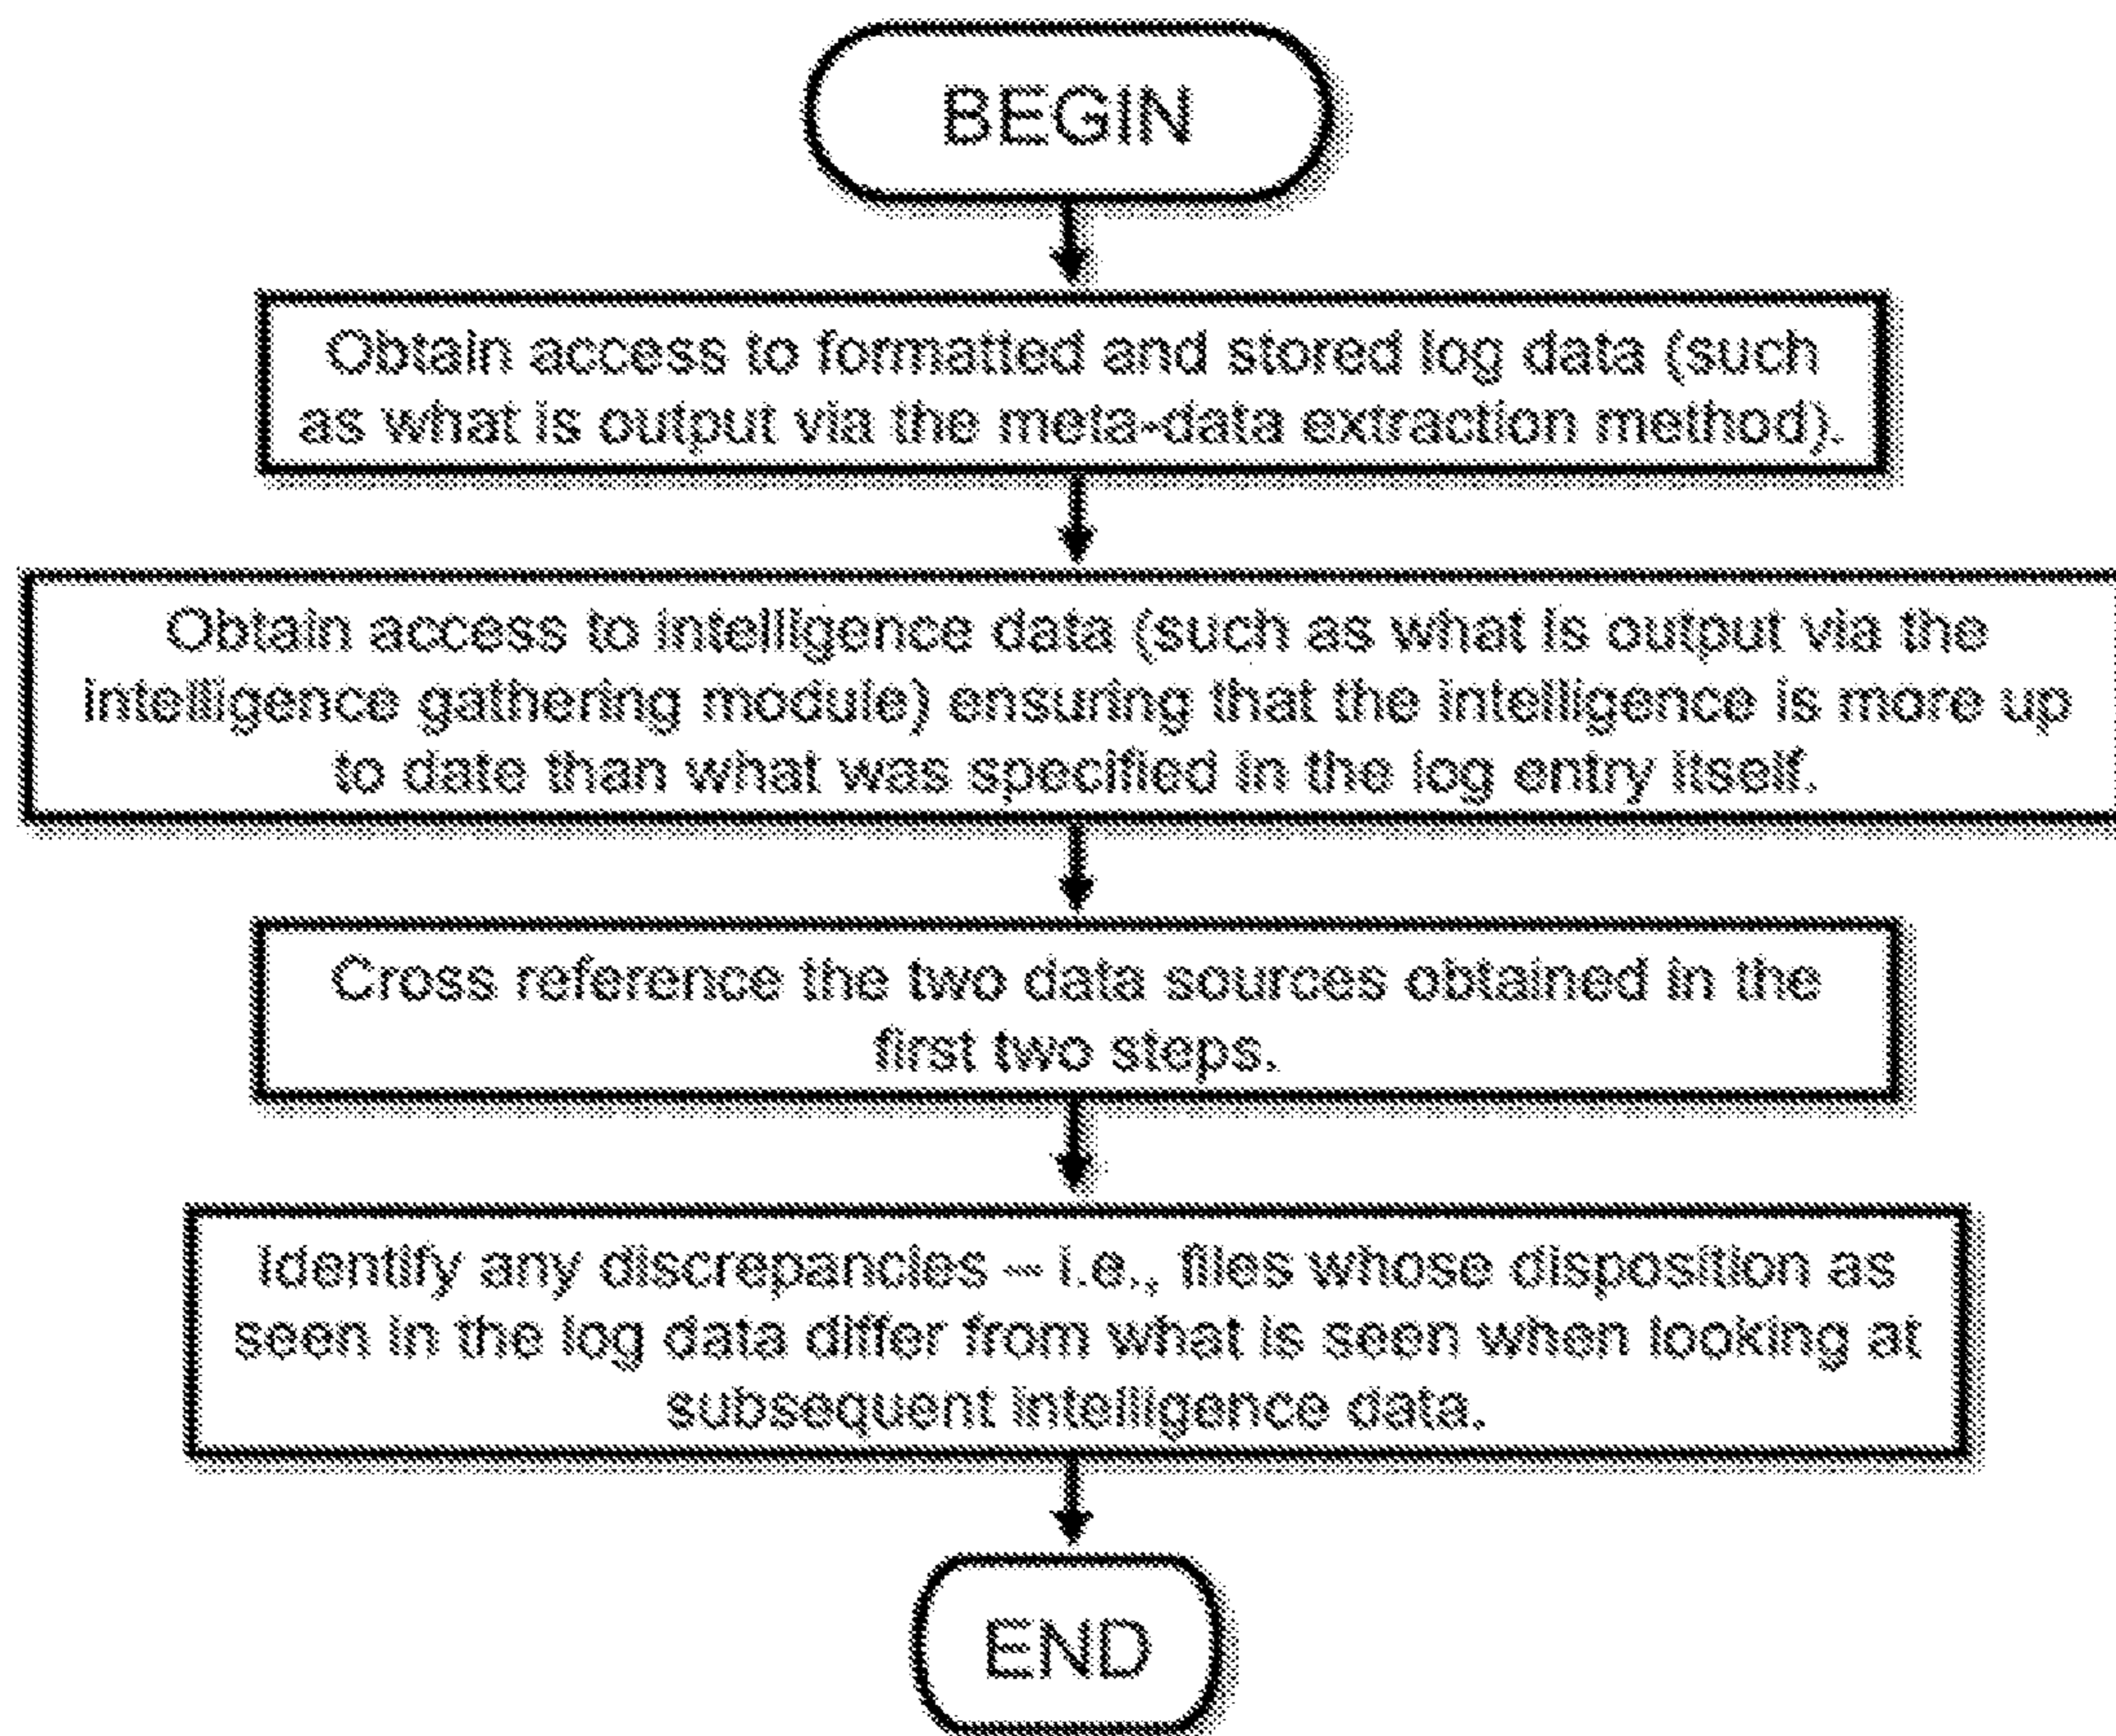 BEGIN
Obtain access to formatted and stored log data (such
as what is output via the meta-data extraction method).
Obtain access to intelligence data (such as what is output via the
intelligence gathering module) ensuring that the intelligence is more up
to date than what was specified in the log entry itself.
Cross reference the two data sources obtained in the
first two steps.
Identify any discrepancies -- i.e., files whose disposition as
seen in the log data differ from what is seen when looking at
subsequent intelligence data.
END